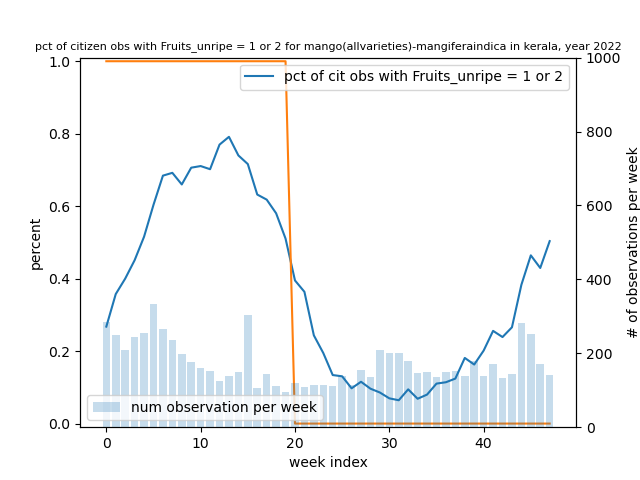 pct of citizen obs with Fruits_unripe = 1 or 2 for mango(allvarieties)-mangiferaindica in kerala, year 2022
pct of cit obs with Fruits_unripe = 1 or 2
1.0
0.8
0.6
0.4
0.2
0.0
percent
1000
800
600
400
200
0
# of observations per week
num observation per week
0
10
20
30
40
week index